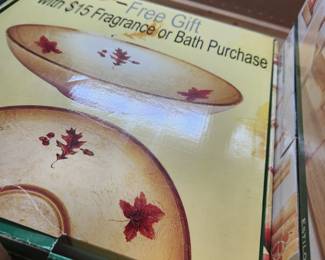 Free Gift
with $15 Fragrance or Bath Purchase